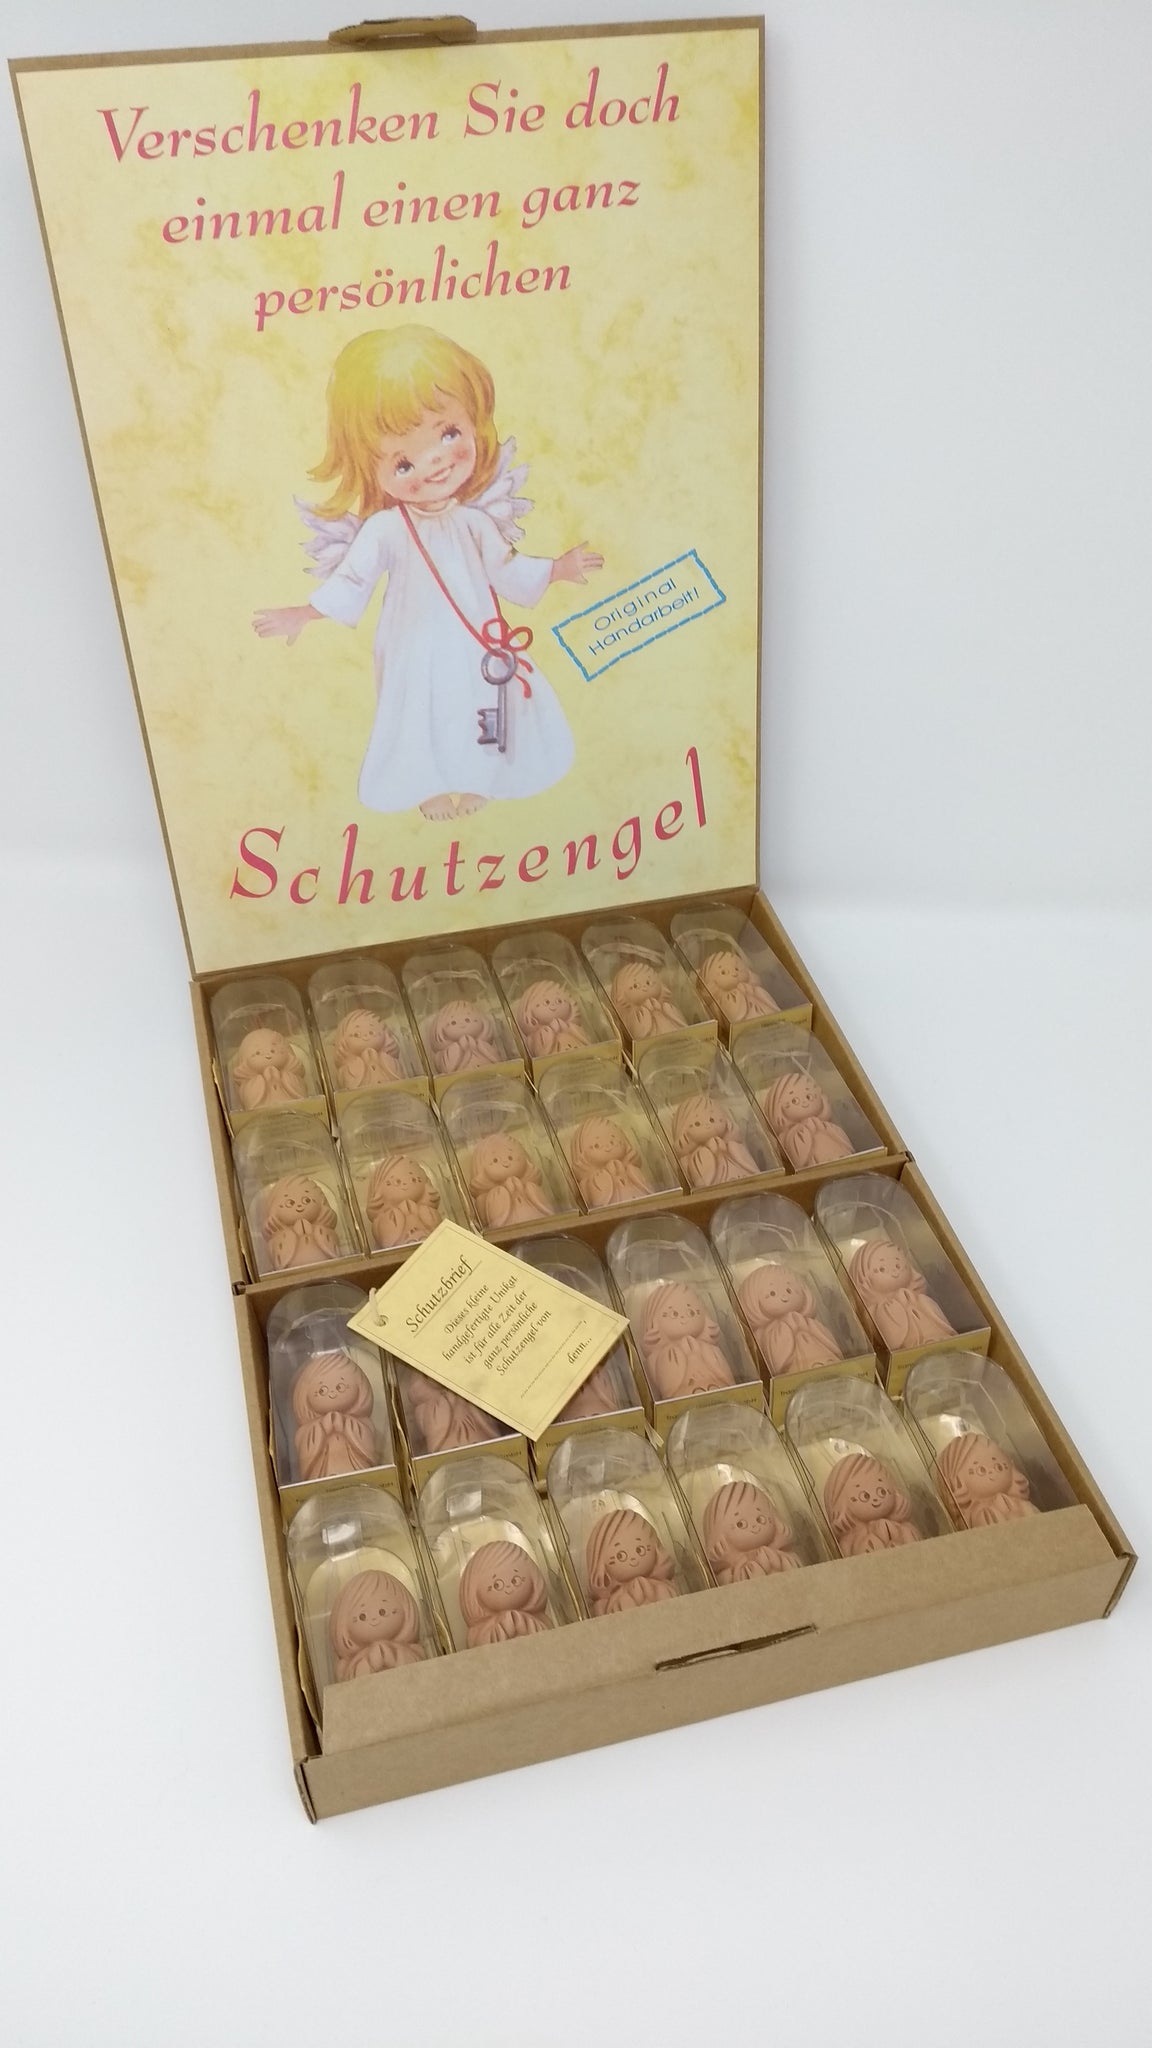 Verschenken Sie doch
einmal einen ganz
persönlichen
Original
Handarbeit!
Schutzengel
Schutzbrief
Dieses kleine
handgefertigte Unikat
ist für alle Zeit der
ganz persönliche
Schutzengel von
denn...